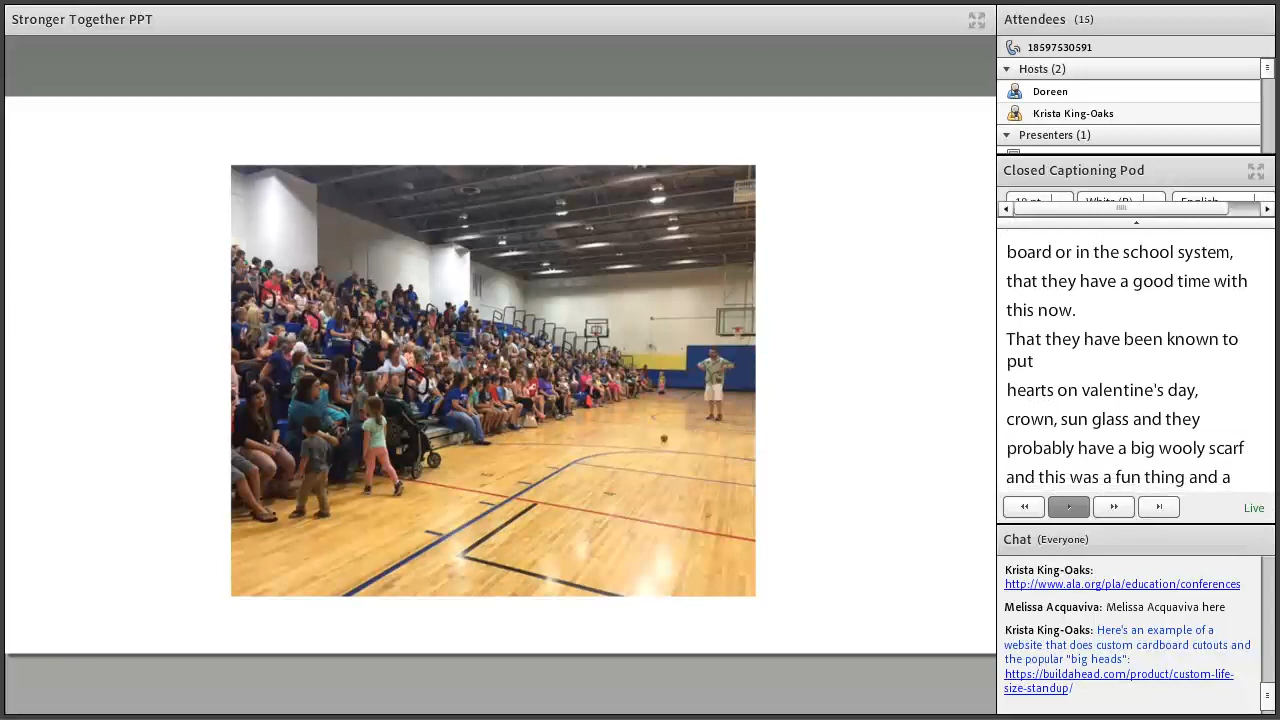 Stronger Together PPT
Attendees (15)
18597530591
Hosts (2)
Doreen
Krista King-Oaks
Presenters (1)
Closed Captioning Pod
English
board or in the school system,
that they have a good time with
this now.
That they have been known to
put
hearts on valentine's day,
crown, sun glass and they
probably have a big wooly scarf
and this was a fun thing and a
Live
Chat (Everyone)
Krista King-Oaks:
http://www.ala.org/pla/education/conferences
Melissa Acquaviva: Melissa Acquaviva here
Krista King-Oaks: Here's an example of a
website that does custom cardboard cutouts and
the popular "big heads":
https://buildahead.com/product/custom-life-
size-standup/